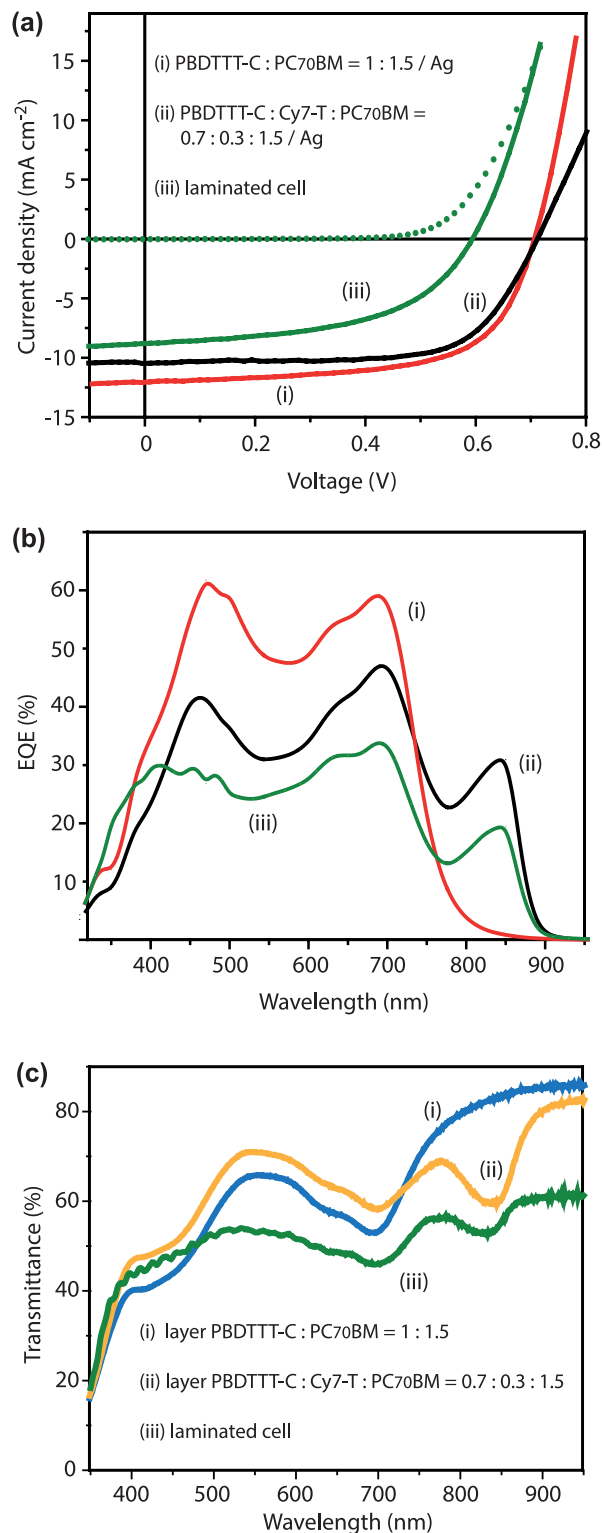 (a)
15
10
5
0
-5
-10
-15
Current density (mA cm⁻²)
(i) PBDTTT-C : PC70BM = 1 : 1.5 / Ag
(ii) PBDTTT-C : Cy7-T : PC70BM =
0.7 : 0.3 : 1.5 / Ag
(iii) laminated cell
(iii)
(ii)
(i)
0
0.2
0.4
0.6
0.8
Voltage (V)
(b)
60
50
40
30
20
10
EQE (%)
(i)
(ii)
(iii)
400
500
600
700
800
900
Wavelength (nm)
(c)
80
60
40
20
0
Transmittance (%)
(i)
(ii)
(iii)
(i) layer PBDTTT-C : PC70BM = 1 : 1.5
(ii) layer PBDTTT-C : Cy7-T : PC70BM = 0.7 : 0.3 : 1.5
(iii) laminated cell
400
500
600
700
800
900
Wavelength (nm)